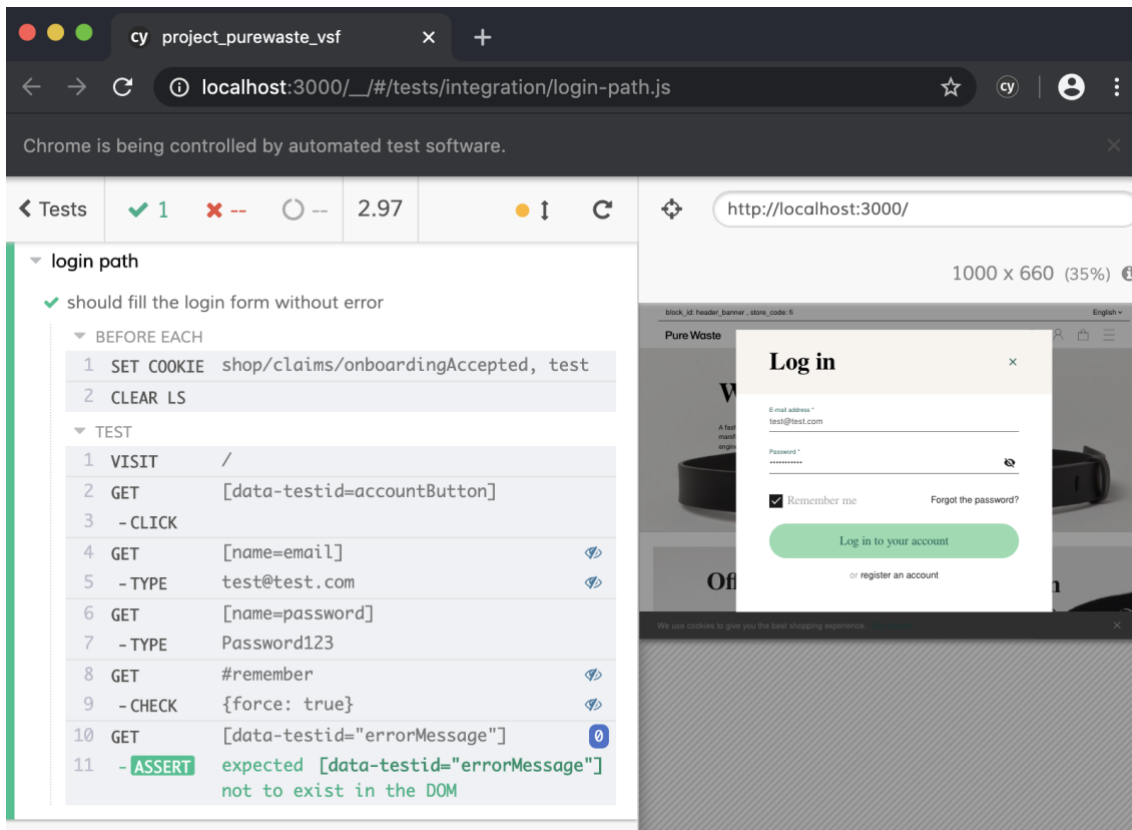 cy project_purewaste_vsf
localhost:3000/__/#/tests/integration/login-path.js
cy
Chrome is being controlled by automated test software.
Tests 1 -- -- 2.97
http://localhost:3000/
1000 x 660 (35%)
login path
should fill the login form without error
BEFORE EACH
1 SET COOKIE shop/claims/onboardingAccepted, test
2 CLEAR LS
TEST
1 VISIT /
2 GET [data-testid=accountButton]
3 -CLICK
4 GET [name=email]
5 -TYPE test@test.com
6 GET [name=password]
7 -TYPE Password123
8 GET #remember
9 -CHECK {force: true}
10 GET [data-testid="errorMessage"] 0
11 -ASSERT expected [data-testid="errorMessage"]
not to exist in the DOM
block_id: header_banner , store_code: fi English
Pure Waste
Log in
E-mail address *
test@test.com
Password *
Remember me Forgot the password?
Log in to your account
or register an account
We use cookies to give you the best shopping experience.